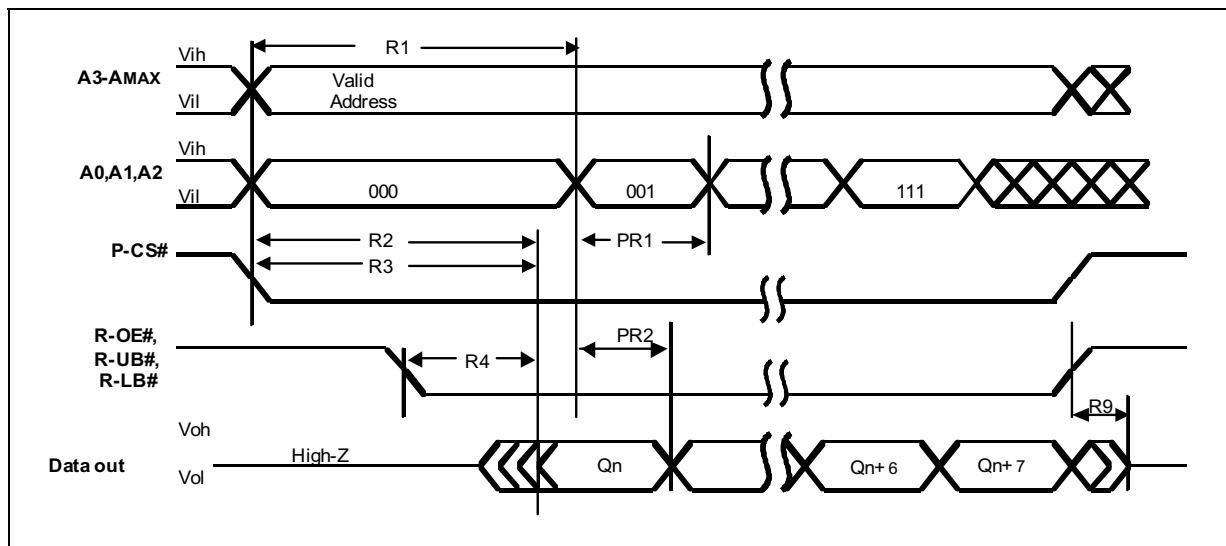 R1
Vih
A3-AMAX
Valid
Vil
Address
Vih
A0,A1,A2
Vil
000
001
111
R2
PR1
P-CS#
R3
R-OE#,
PR2
R-UB#,
R4
R-LB#
R9
Voh
High-Z
Data out
Qn
Qn+6
Qn+7
Vol